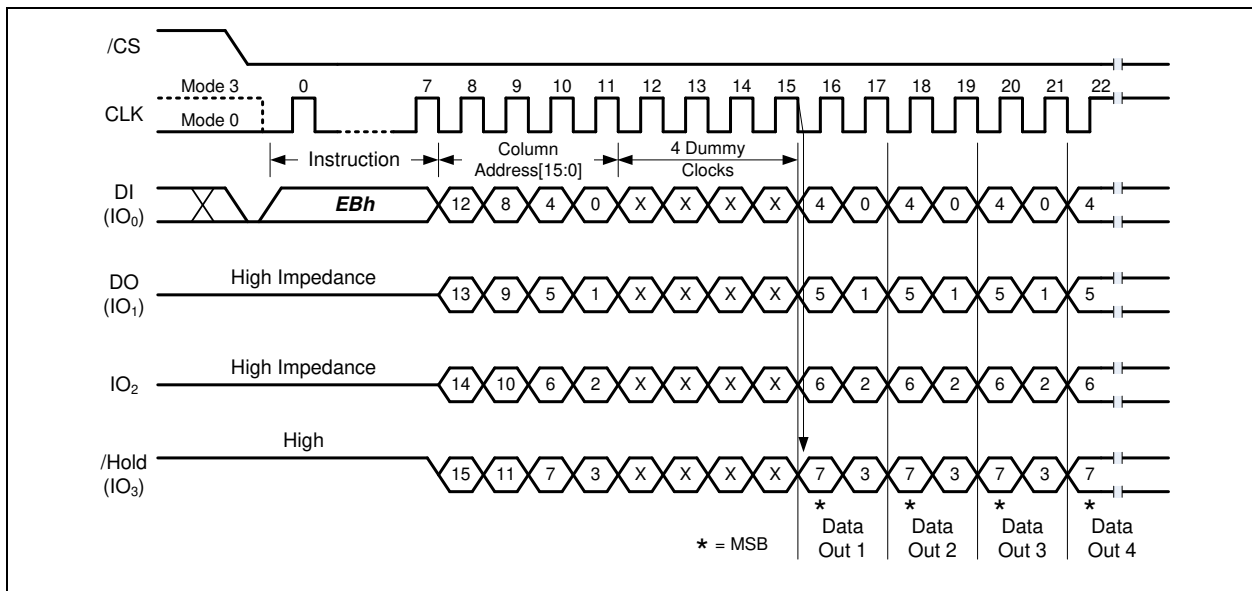 /CS
Mode 3 0 7 8 9 10 11 12 13 14 15 16 17 18 19 20 21 22
CLK
Mode 0
Instruction Column 4 Dummy
Address[15:0] Clocks
DI
(IO0) EBh 12 8 4 0 X X X X 4 0 4 0 4 0 4
High Impedance
DO
(IO1) 13 9 5 1 X X X X 5 1 5 1 5 1 5
High Impedance
IO2 14 10 6 2 X X X X 6 2 6 2 6 2 6
High
/Hold
(IO3) 15 11 7 3 X X X X 7 3 7 3 7 3 7
* * * *
* = MSB Data Data Data Data
Out 1 Out 2 Out 3 Out 4